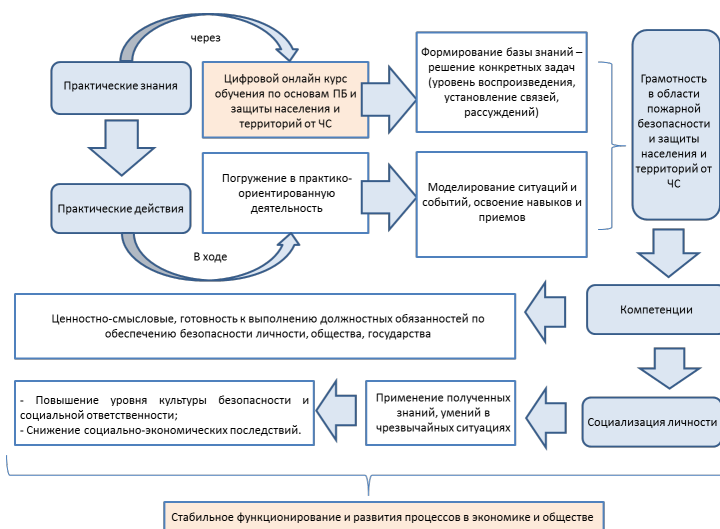 через
Практические знания
Цифровой онлайн курс
обучения по основам ПБ и
защиты населения и
территорий от ЧС
Формирование базы знаний –
решение конкретных задач
(уровень воспроизведения,
установление связей,
рассуждений)
Грамотность
в области
пожарной
безопасности
и защиты
населения и
территорий от
ЧС
Практические действия
Погружение в практико-
ориентированную
деятельность
Моделирование ситуаций и
событий, освоение навыков и
приемов
В ходе
Ценностно-смысловые, готовность к выполнению должностных обязанностей по
обеспечению безопасности личности, общества, государства
Компетенции
- Повышение уровня культуры безопасности и
социальной ответственности;
- Снижение социально-экономических последствий.
Применение полученных
знаний, умений в
чрезвычайных ситуациях
Социализация личности
Стабильное функционирование и развития процессов в экономике и обществе